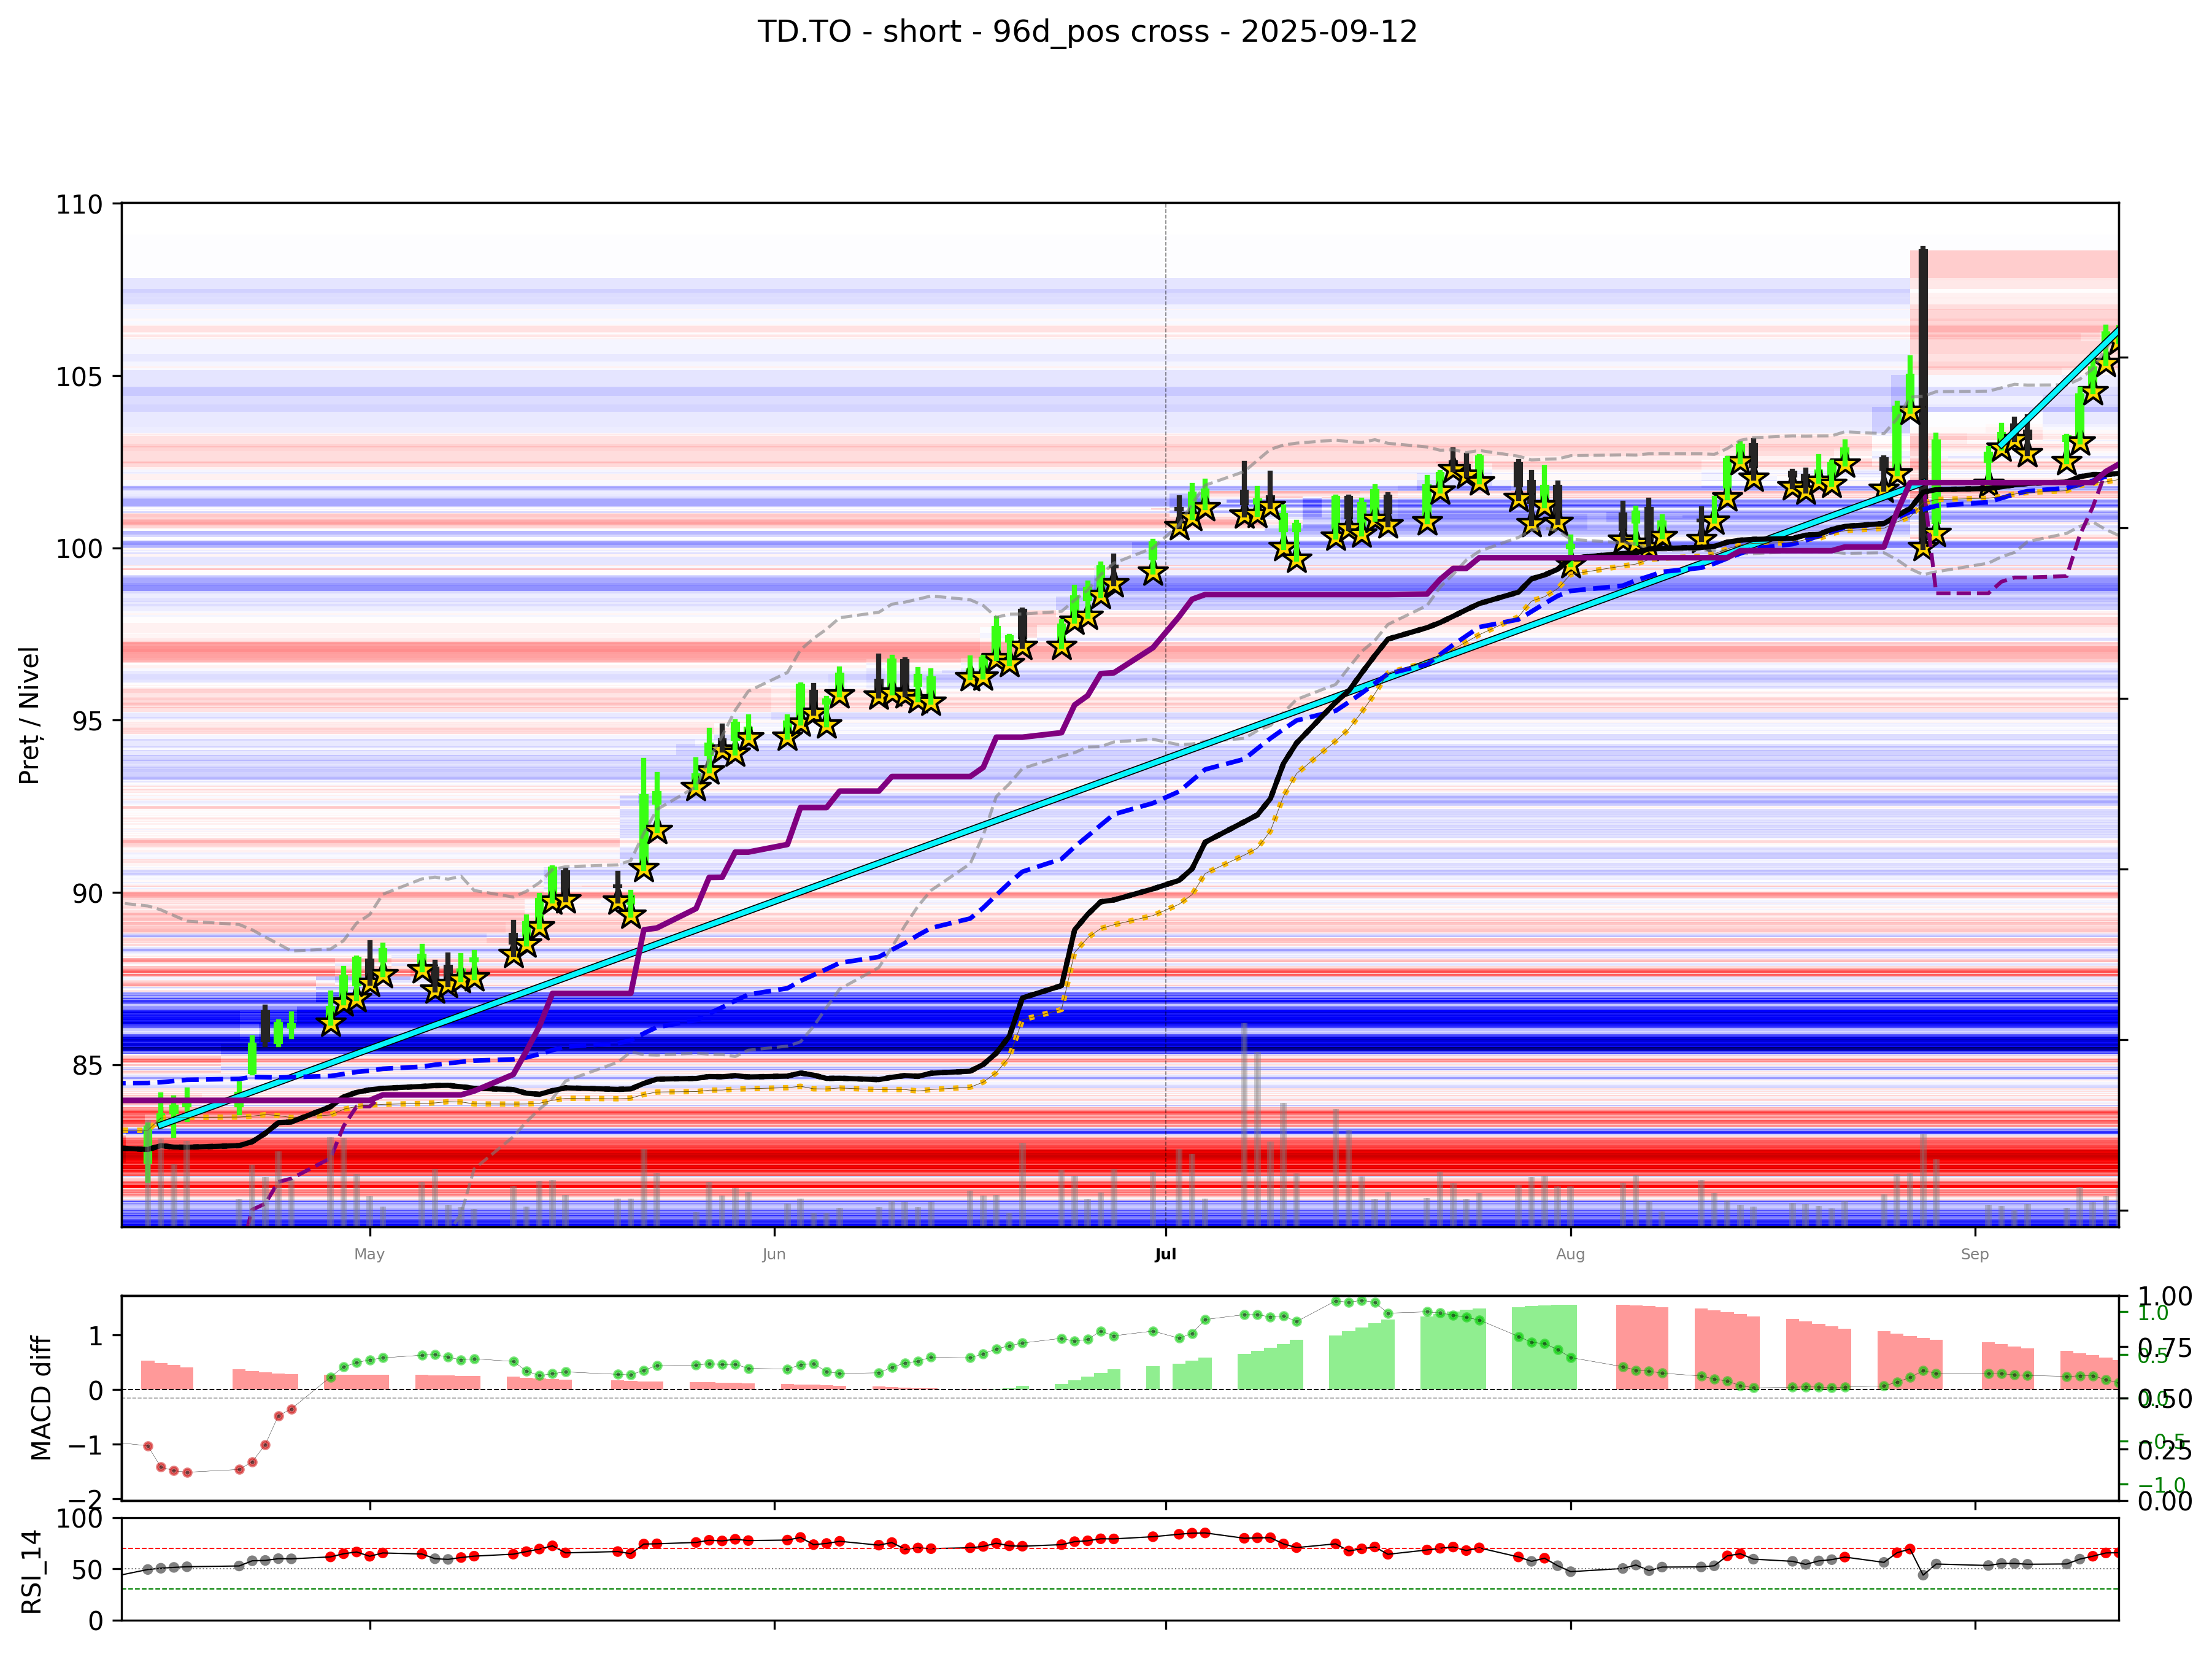 TD.TO - short - 96d_pos cross - 2025-09-12
Preț / Nivel
110
105
100
95
90
85
May
Jun
Jul
Aug
Sep
MACD diff
1
0
−1
−2
1.00
0.75
0.50
0.25
0.00
1.0
0.5
0.0
−0.5
−1.0
RSI_14
100
50
0